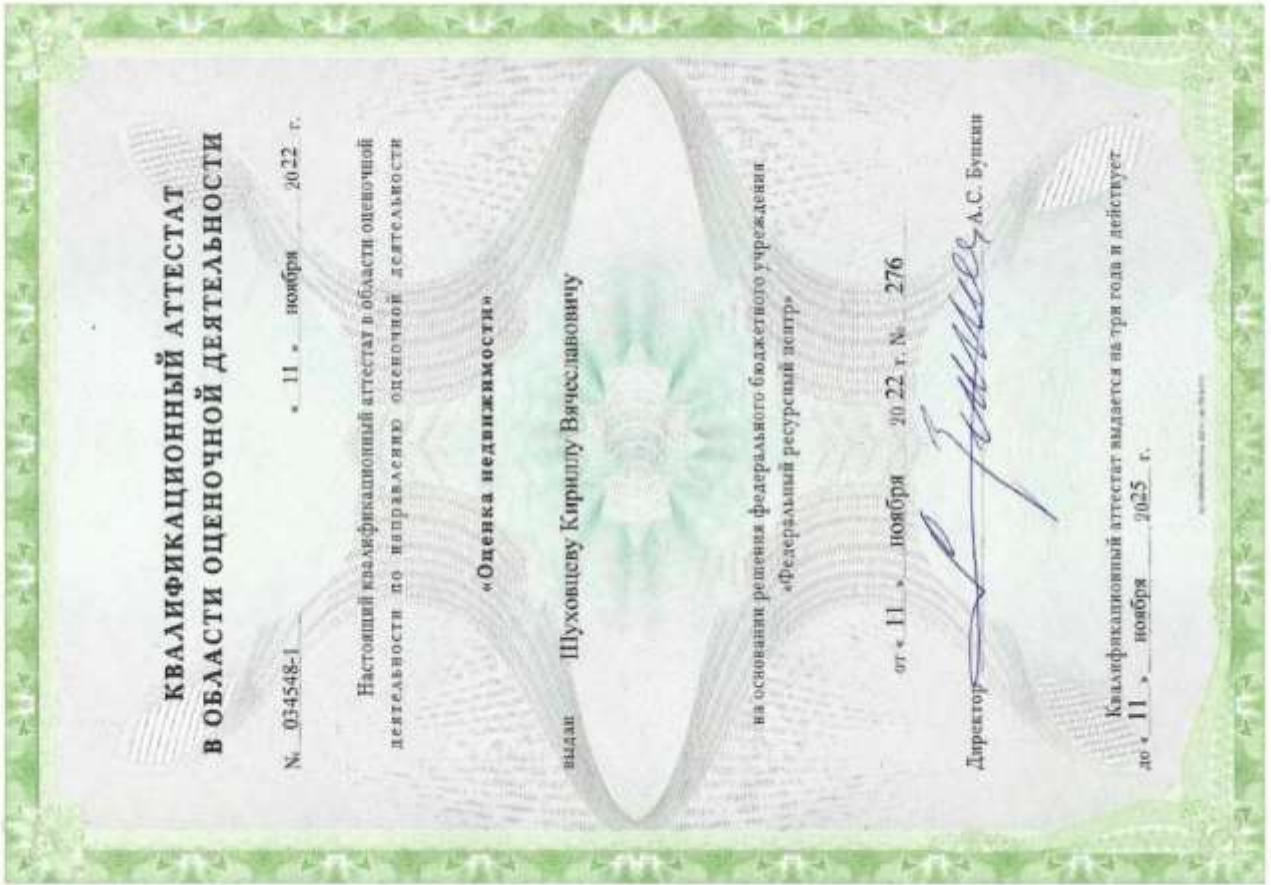 КВАЛИФИКАЦИОННЫЙ АТТЕСТАТ
В ОБЛАСТИ ОЦЕНОЧНОЙ ДЕЯТЕЛЬНОСТИ
№ 034548-1 « 11 » ноября 2022 г.
Настоящий квалификационный аттестат в области оценочной
деятельности по направлению оценочной деятельности
«Оценка недвижимости»
выдан Шуховцеву Кириллу Вячеславовичу
на основании решения федерального бюджетного учреждения
«Федеральный ресурсный центр»
от « 11 » ноября 2022 г. № 276
Директор А.С. Бункин
Квалификационный аттестат выдается на три года и действует
до « 11 » ноября 2025 г.